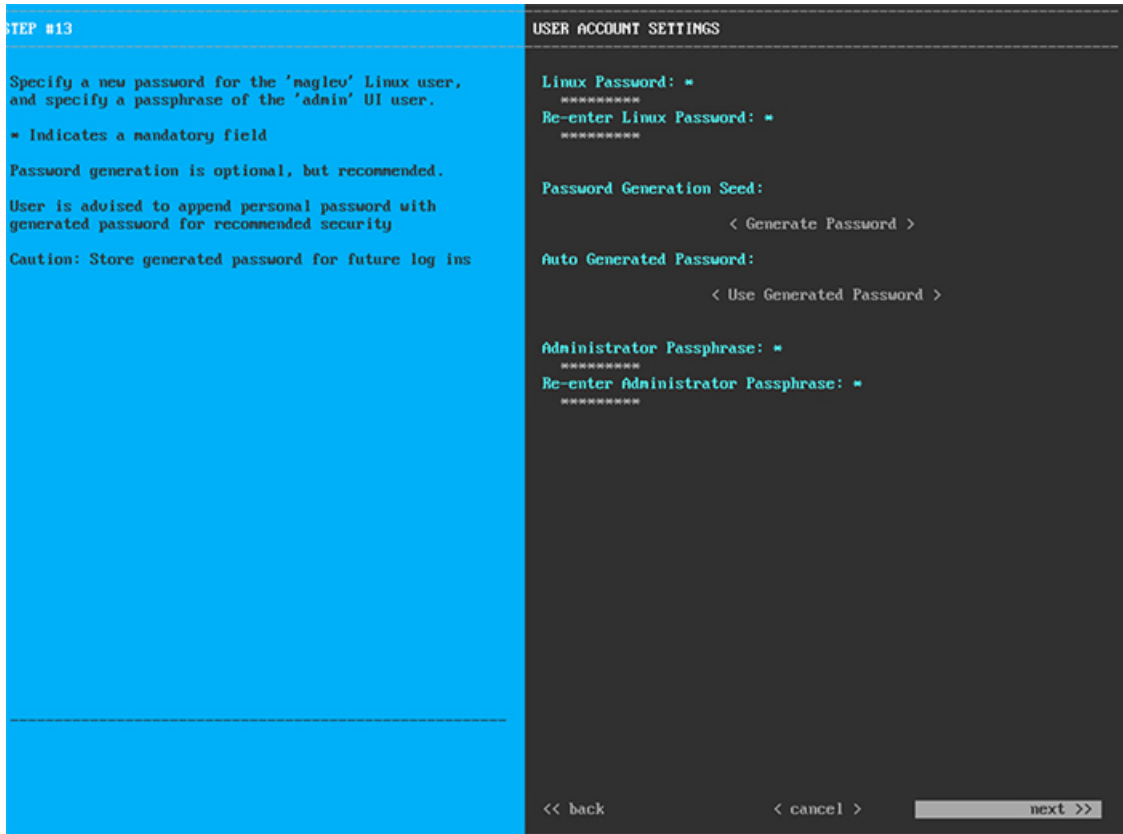 STEP #13
Specify a new password for the 'maglev' Linux user,
and specify a passphrase of the 'admin' UI user.
* Indicates a mandatory field
Password generation is optional, but recommended.
User is advised to append personal password with
generated password for recommended security
Caution: Store generated password for future log ins
USER ACCOUNT SETTINGS
Linux Password: *
*********
Re-enter Linux Password: *
*********
Password Generation Seed:
< Generate Password >
Auto Generated Password:
< Use Generated Password >
Administrator Passphrase: *
*********
Re-enter Administrator Passphrase: *
*********
<< back < cancel > next >>